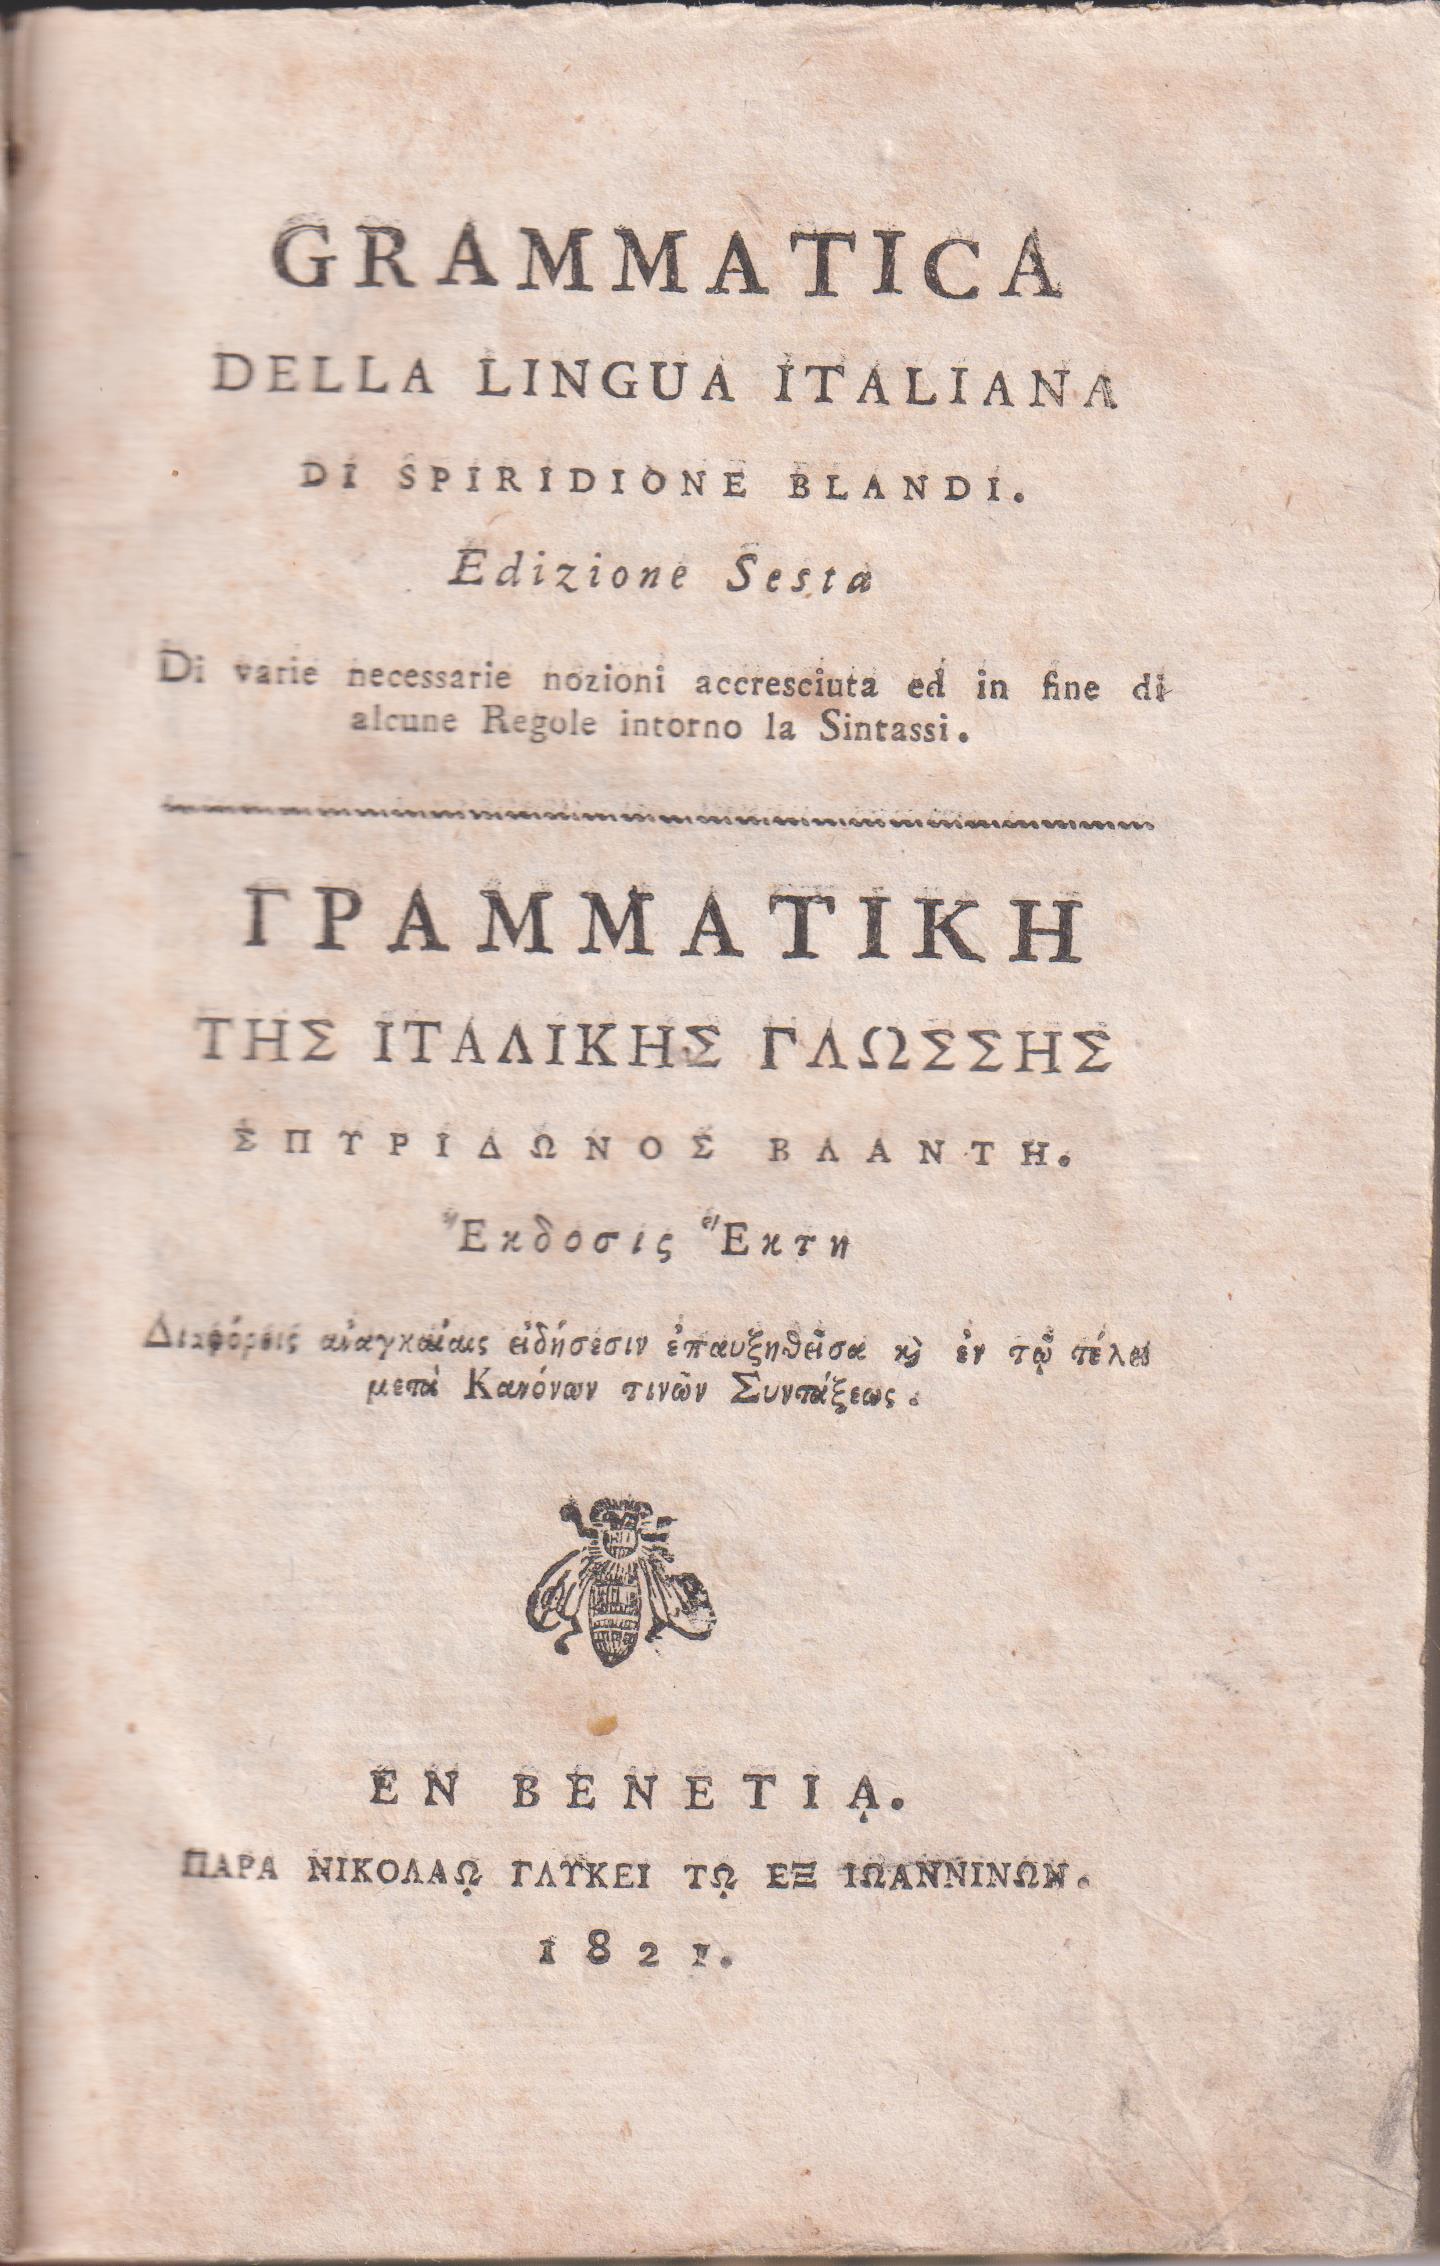 GRAMMATICA
DELLA LINGUA ITALIANA
DI SPIRIDIONE BLANDI.
Edizione Sesta
Di varie necessarie nozioni accresciuta ed in fine di
alcune Regole intorno la Sintassi.
ΓΡΑΜΜΑΤΙΚΗ
ΤΗΣ ΙΤΑΛΙΚΗΣ ΓΛΩΣΣΗΣ
ΣΠΥΡΙΔΩΝΟΣ ΒΛΑΝΤΗ.
Ἔκδοσις Ἕκτη
Διαφόροις ἀναγκαίαις εἰδήσεσιν ἐπαυξηθεῖσα ϗ̀ ἐν τῷ τέλει
μετὰ Κανόνων τινῶν Συντάξεως.
ΕΝ ΒΕΝΕΤΙᾼ.
ΠΑΡΑ ΝΙΚΟΛΑῼ ΓΛΥΚΕΙ Τῼ ΕΞ ΙΩΑΝΝΙΝΩΝ.
1821.